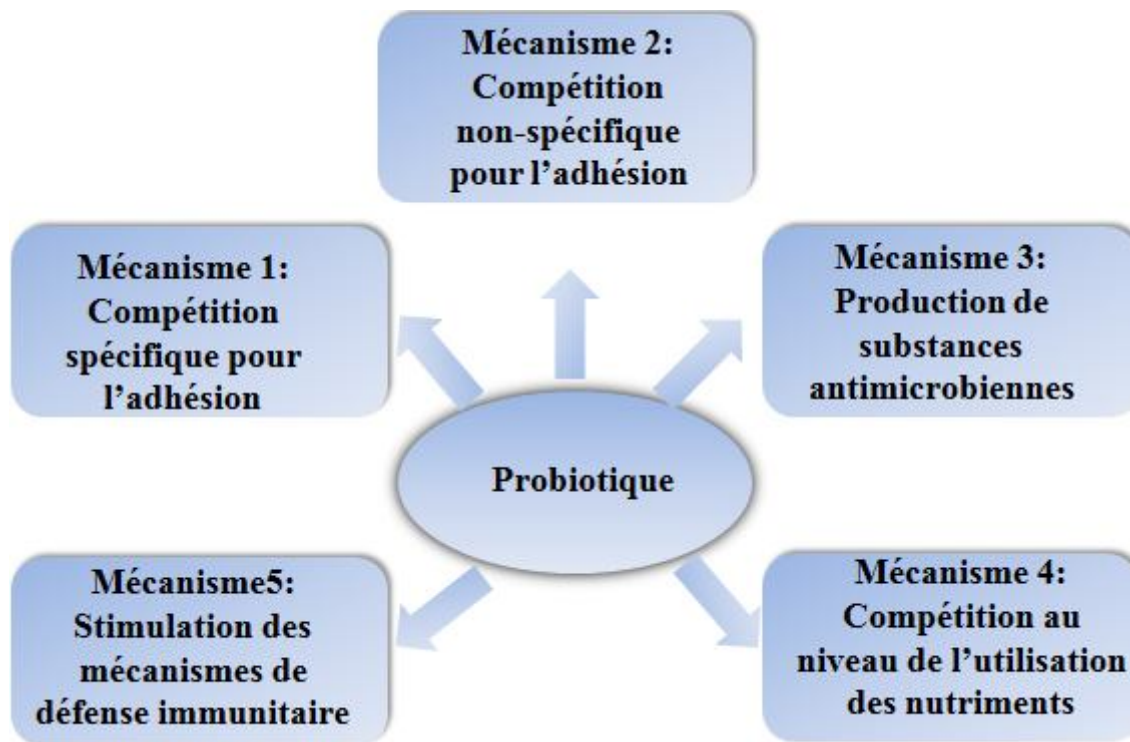 Mécanisme 2:
Compétition
non-spécifique
pour l’adhésion
Mécanisme 1:
Compétition
spécifique pour
l’adhésion
Mécanisme 3:
Production de
substances
antimicrobiennes
Probiotique
Mécanisme5:
Stimulation des
mécanismes de
défense immunitaire
Mécanisme 4:
Compétition au
niveau de l’utilisation
des nutriments